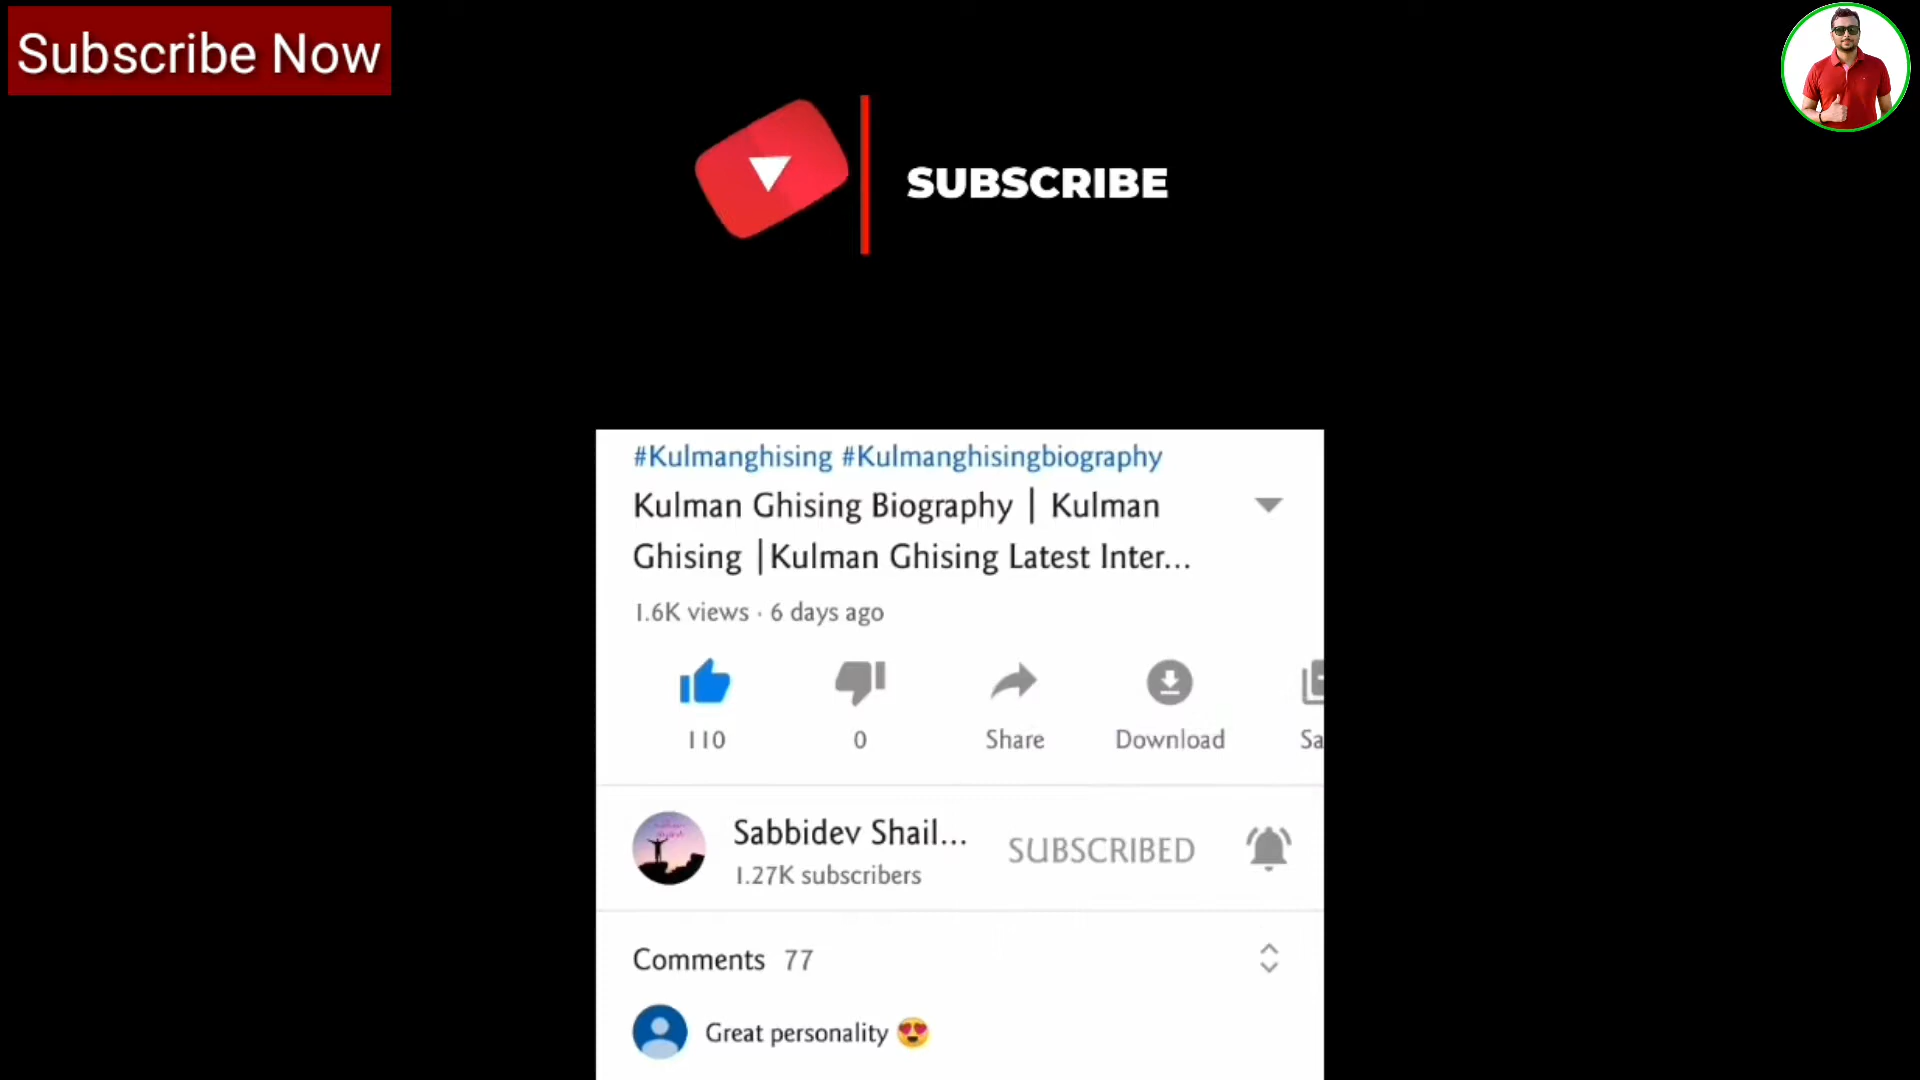 Subscribe Now
SUBSCRIBE
#Kulmanghising #Kulmanghisingbiography
Kulman Ghising Biography | Kulman
Ghising |Kulman Ghising Latest Inter...
1.6K views · 6 days ago
110
0
Share
Download
Sa
Sabbidev Shail...
SUBSCRIBED
1.27K subscribers
Comments 77
Great personality 😍